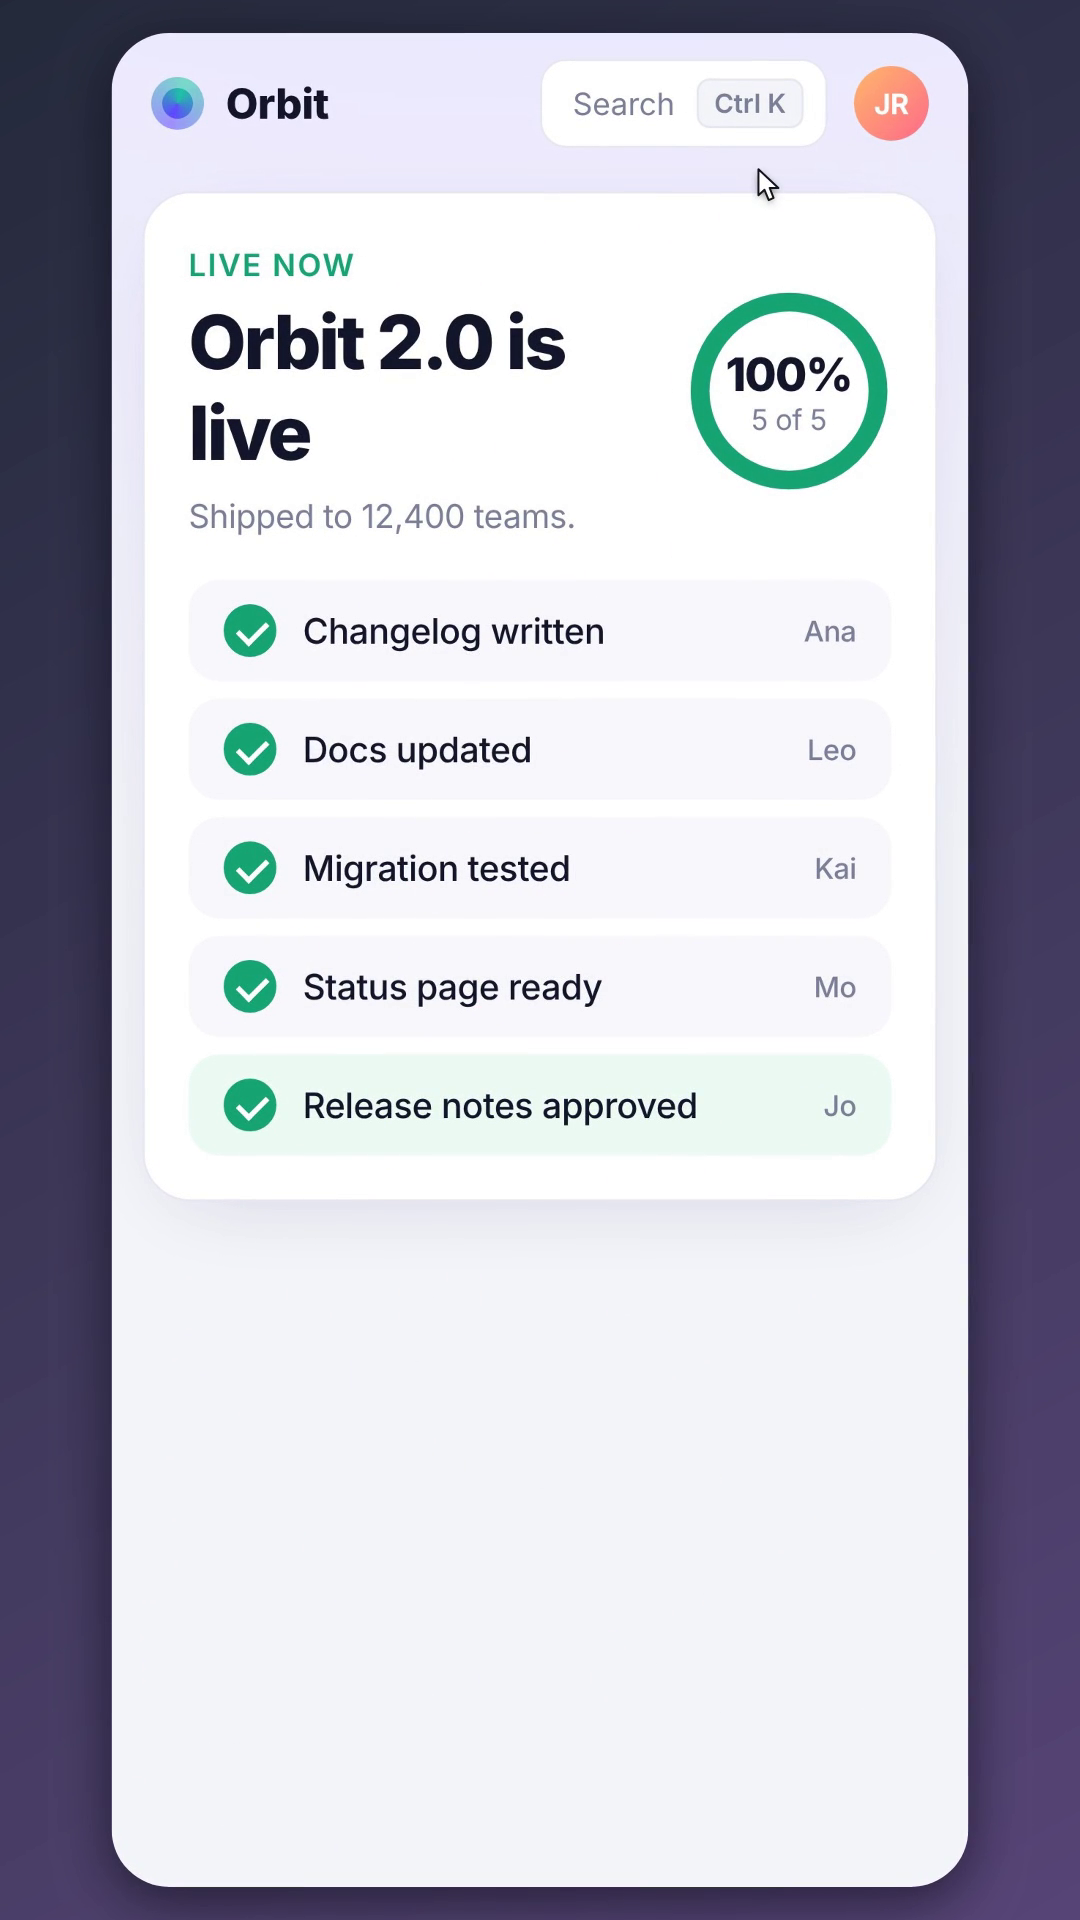 Orbit
Search Ctrl K
JR
LIVE NOW
Orbit 2.0 is
live
Shipped to 12,400 teams.
100%
5 of 5
Changelog written Ana
Docs updated Leo
Migration tested Kai
Status page ready Mo
Release notes approved Jo